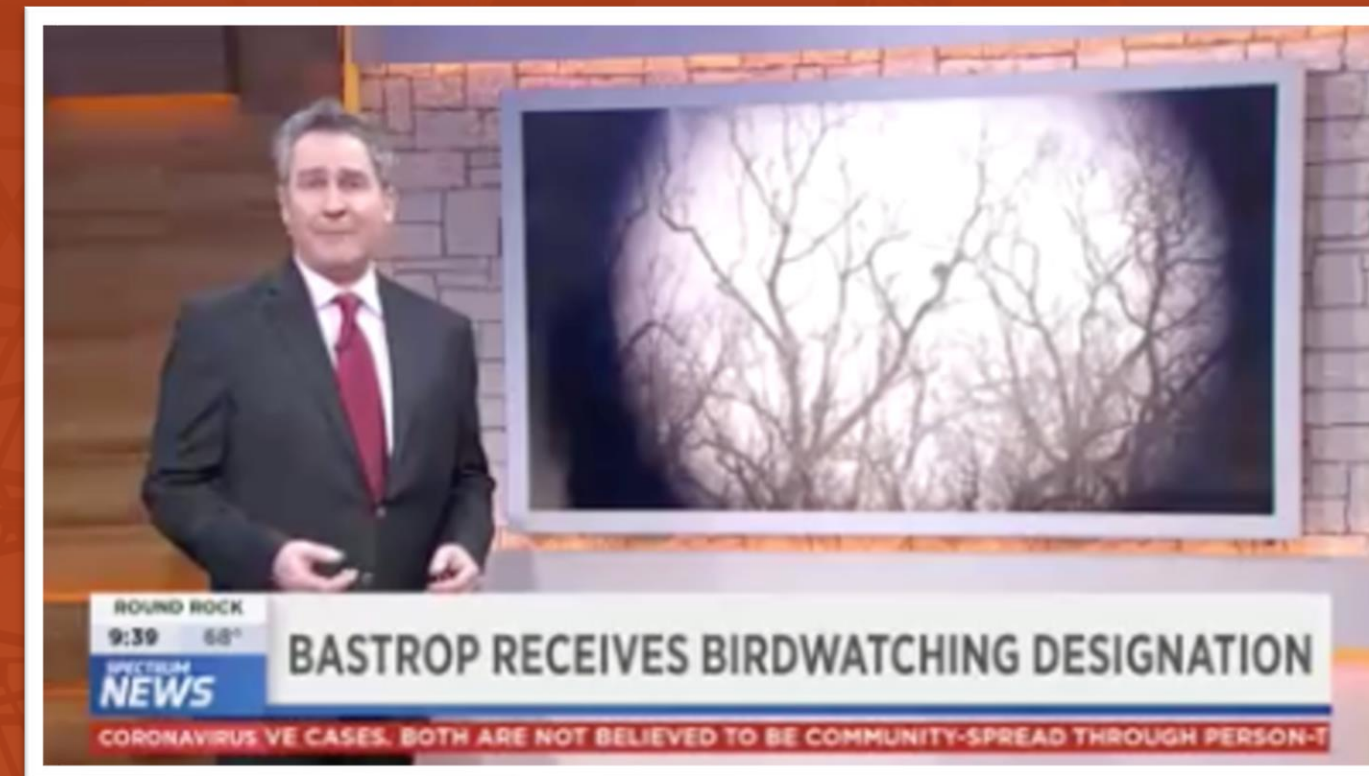 ROUND ROCK
9:39 68°
SPECTRUM
NEWS
BASTROP RECEIVES BIRDWATCHING DESIGNATION
CORONAVIRUS VE CASES. BOTH ARE NOT BELIEVED TO BE COMMUNITY-SPREAD THROUGH PERSON-T